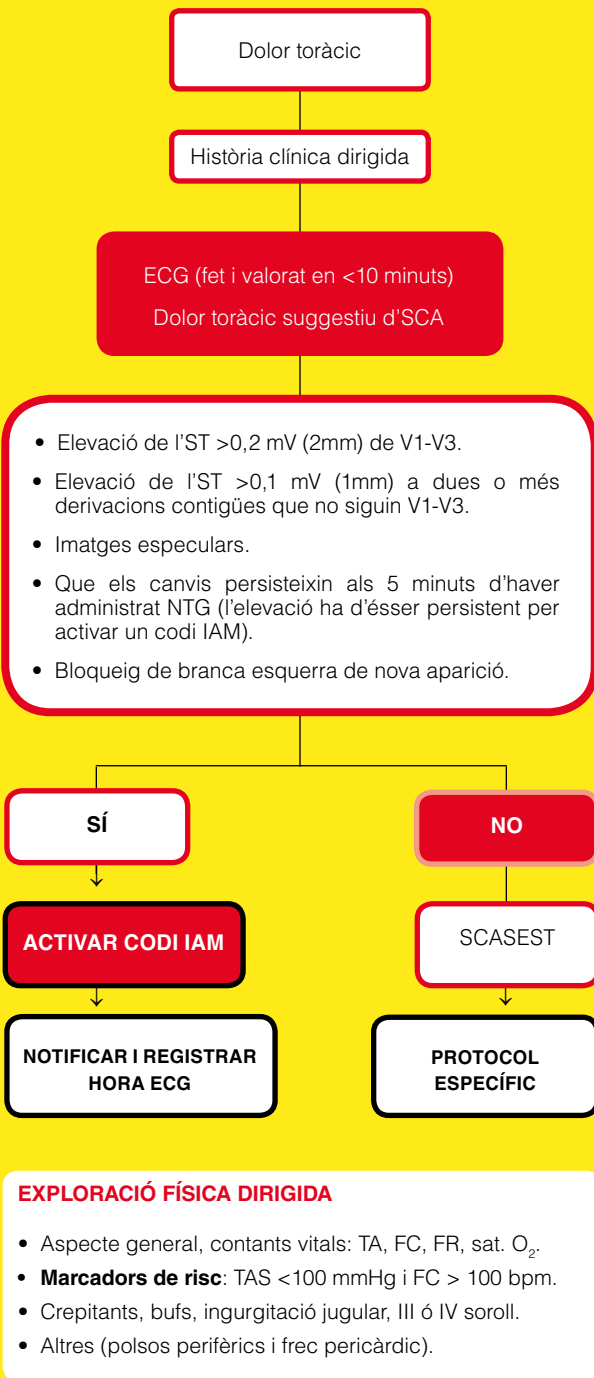 Dolor toràcic
Història clínica dirigida
ECG (fet i valorat en <10 minuts)
Dolor toràcic suggestiu d'SCA
• Elevació de l'ST >0,2 mV (2mm) de V1-V3.
• Elevació de l'ST >0,1 mV (1mm) a dues o més
derivacions contigües que no siguin V1-V3.
• Imatges especulars.
• Que els canvis persisteixin als 5 minuts d'haver
administrat NTG (l'elevació ha d'ésser persistent per
activar un codi IAM).
• Bloqueig de branca esquerra de nova aparició.
SÍ
NO
ACTIVAR CODI IAM
SCASEST
NOTIFICAR I REGISTRAR
HORA ECG
PROTOCOL
ESPECÍFIC
EXPLORACIÓ FÍSICA DIRIGIDA
• Aspecte general, contants vitals: TA, FC, FR, sat. O₂.
• Marcadors de risc: TAS <100 mmHg i FC > 100 bpm.
• Crepitants, bufs, ingurgitació jugular, III ó IV soroll.
• Altres (polsos perifèrics i frec pericàrdic).